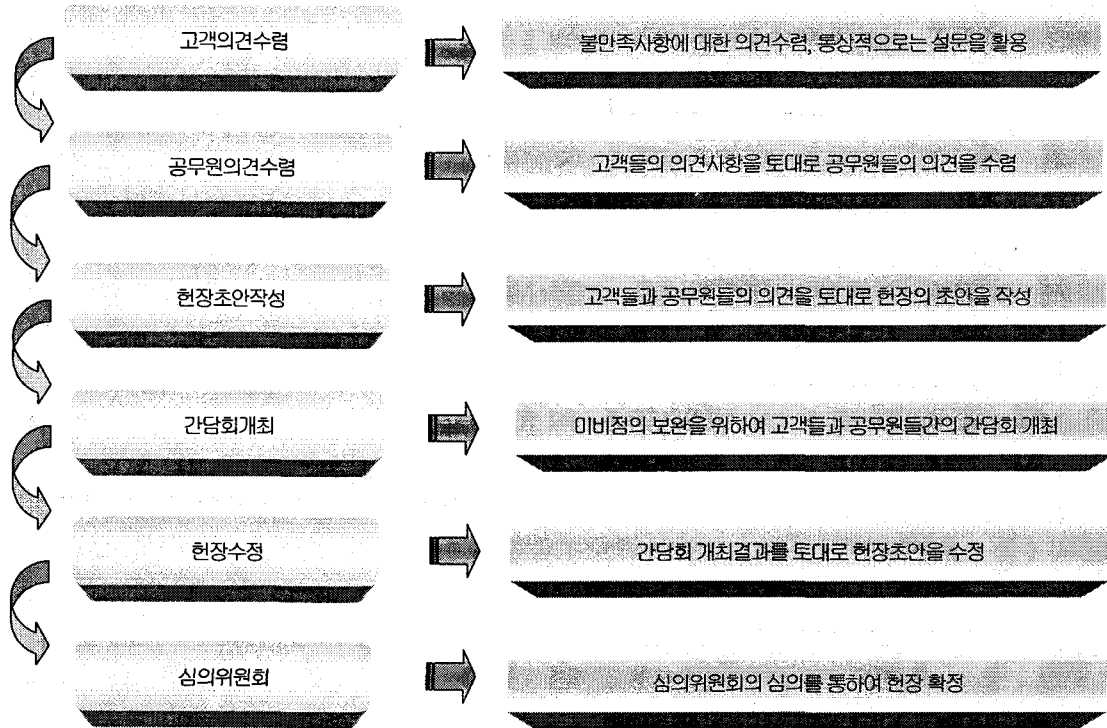 고객의견수렴
불만족사항에 대한 의견수렴, 통상적으로는 설문을 활용
공무원의견수렴
고객들의 의견사항을 토대로 공무원들의 의견을 수렴
헌장초안작성
고객들과 공무원들의 의견을 토대로 헌장의 초안을 작성
간담회개최
미비점의 보완을 위하여 고객들과 공무원들간의 간담회 개최
헌장수정
간담회 개최결과를 토대로 헌장초안을 수정
심의위원회
심의위원회의 심의를 통하여 헌장 확정